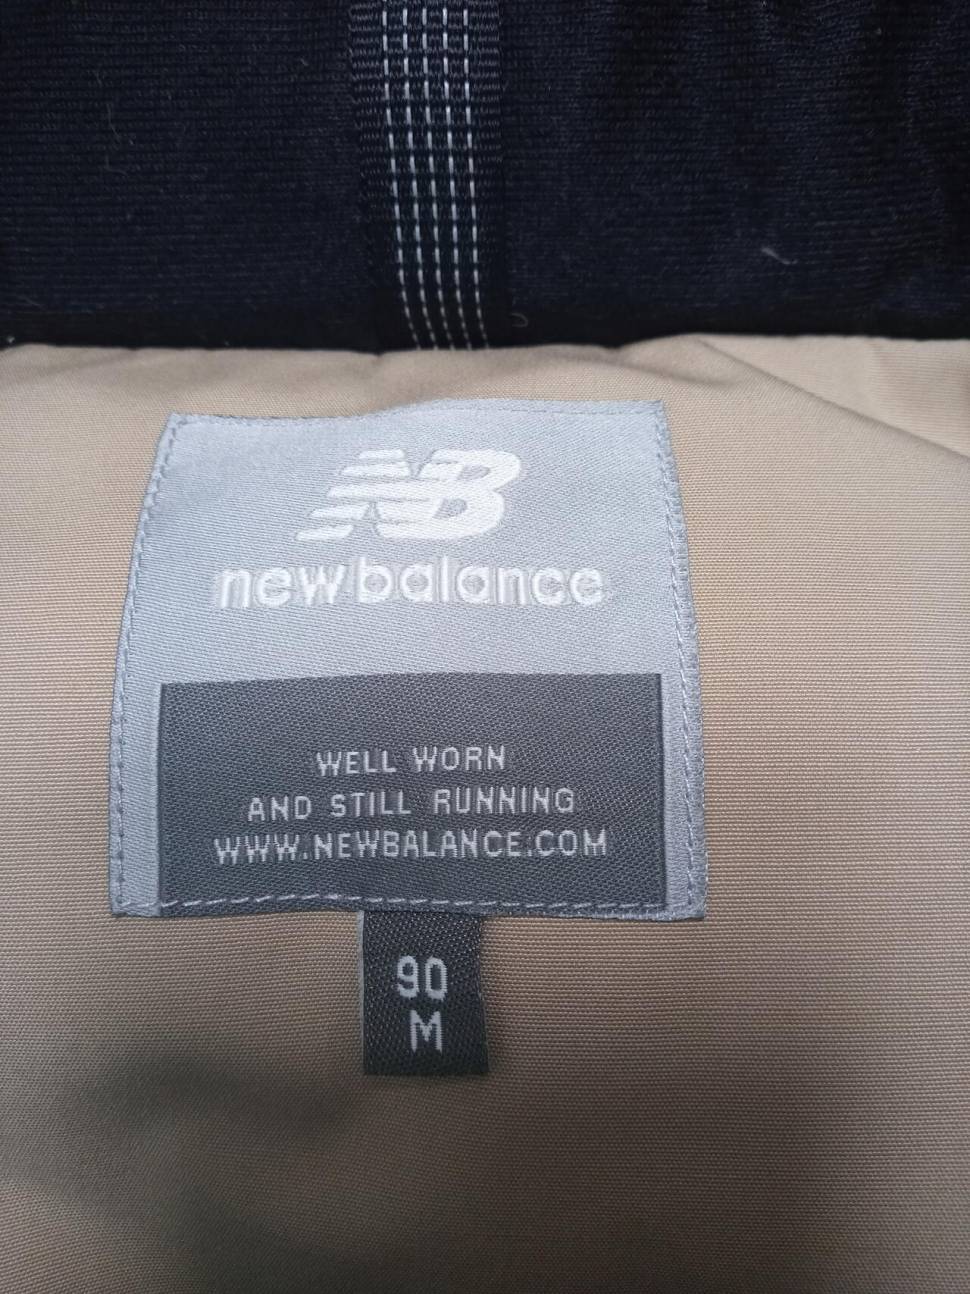 NB
new balance
WELL WORN
AND STILL RUNNING
WWW.NEWBALANCE.COM
90
M